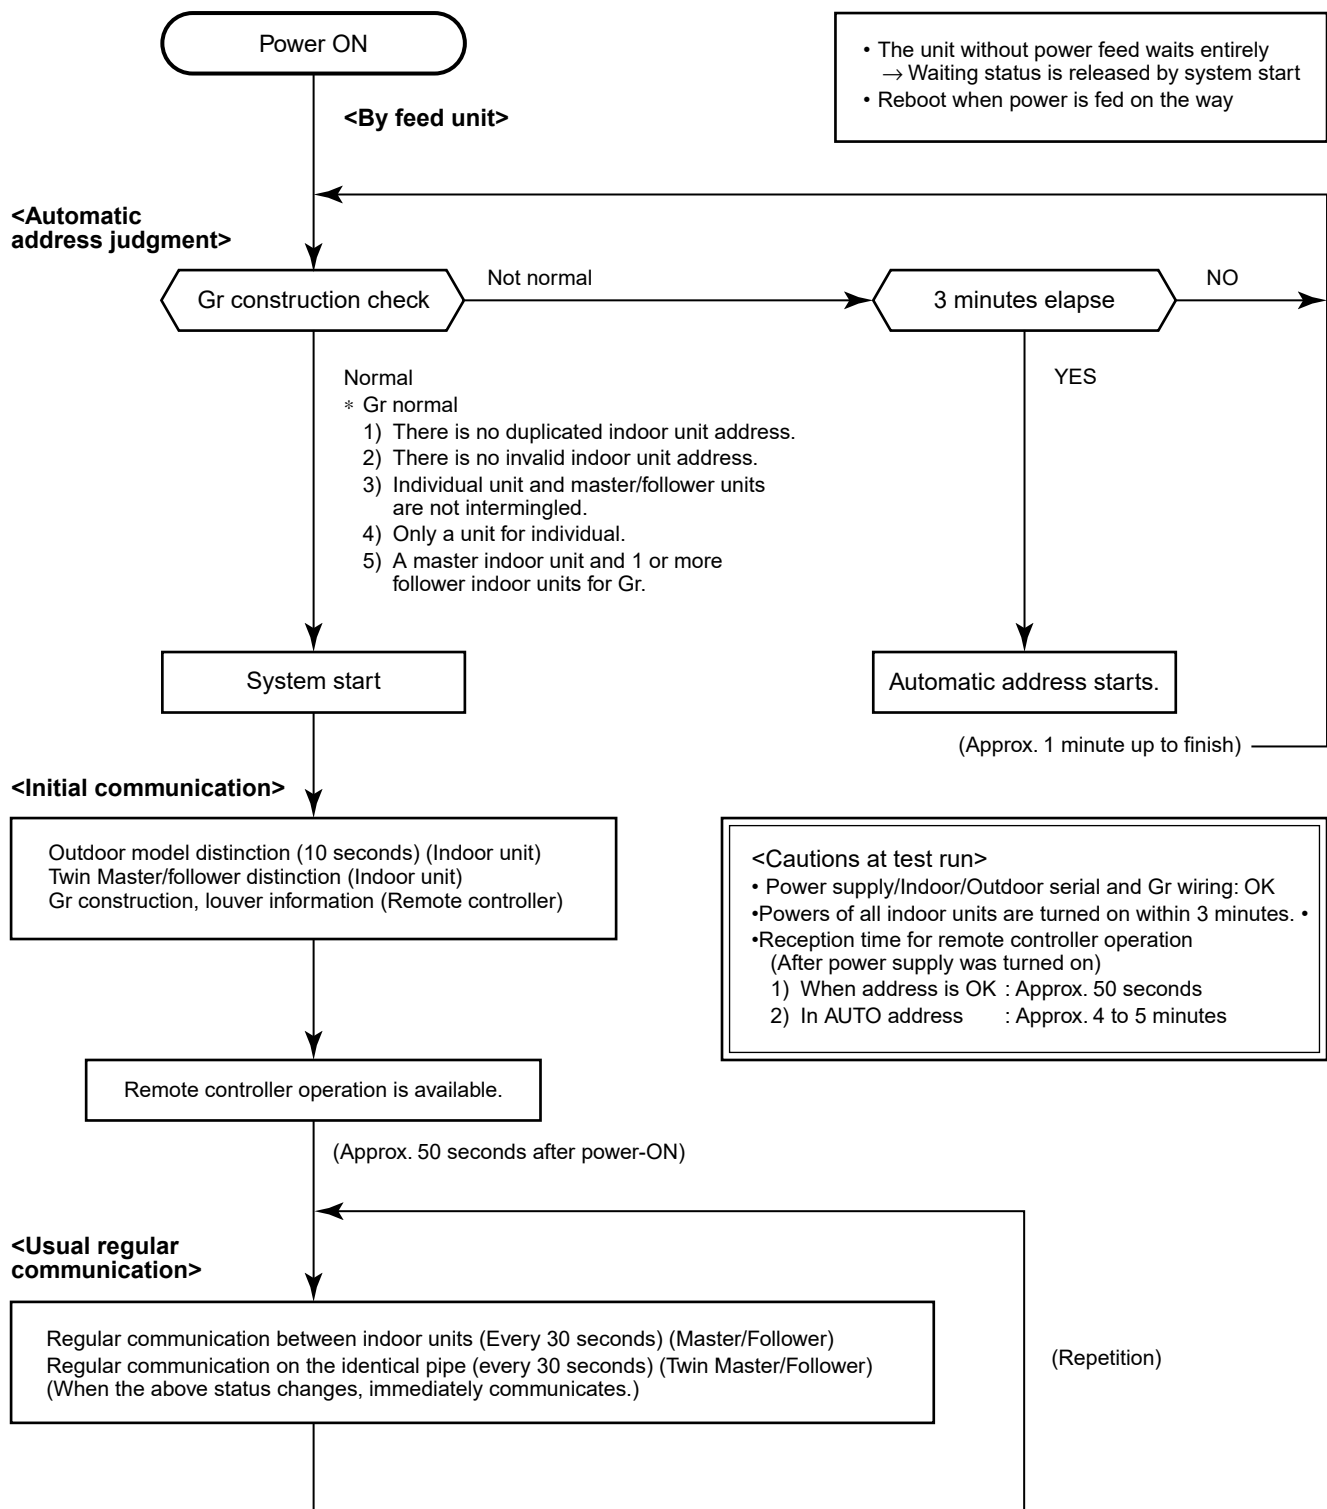 Power ON
• The unit without power feed waits entirely
→ Waiting status is released by system start
• Reboot when power is fed on the way
<By feed unit>
<Automatic
address judgment>
Gr construction check
Not normal
3 minutes elapse
NO
Normal
* Gr normal
1) There is no duplicated indoor unit address.
2) There is no invalid indoor unit address.
3) Individual unit and master/follower units
are not intermingled.
4) Only a unit for individual.
5) A master indoor unit and 1 or more
follower indoor units for Gr.
YES
System start
Automatic address starts.
(Approx. 1 minute up to finish)
<Initial communication>
Outdoor model distinction (10 seconds) (Indoor unit)
Twin Master/follower distinction (Indoor unit)
Gr construction, louver information (Remote controller)
<Cautions at test run>
• Power supply/Indoor/Outdoor serial and Gr wiring: OK
•Powers of all indoor units are turned on within 3 minutes. •
•Reception time for remote controller operation
(After power supply was turned on)
1) When address is OK : Approx. 50 seconds
2) In AUTO address : Approx. 4 to 5 minutes
Remote controller operation is available.
(Approx. 50 seconds after power-ON)
<Usual regular
communication>
Regular communication between indoor units (Every 30 seconds) (Master/Follower)
Regular communication on the identical pipe (every 30 seconds) (Twin Master/Follower)
(When the above status changes, immediately communicates.)
(Repetition)